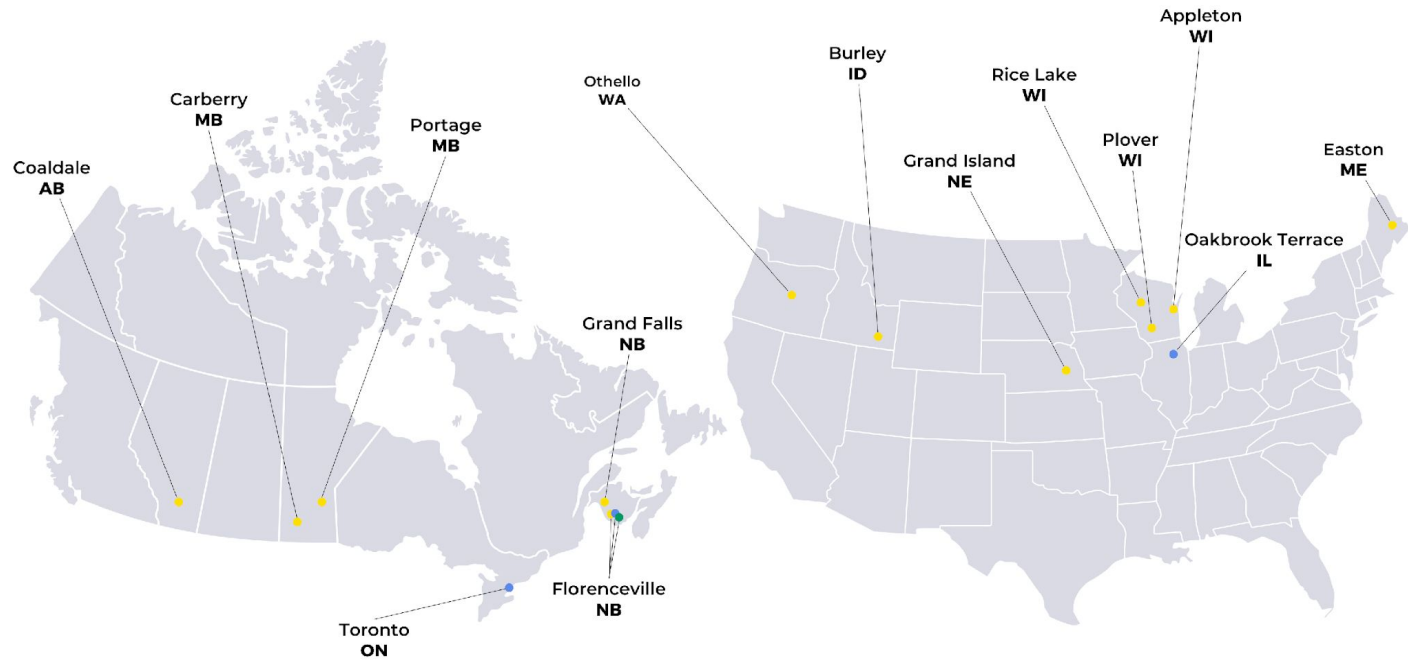 Coaldale
AB
Carberry
MB
Portage
MB
Grand Falls
NB
Florenceville
NB
Toronto
ON
Othello
WA
Burley
ID
Grand Island
NE
Rice Lake
WI
Plover
WI
Appleton
WI
Oakbrook Terrace
IL
Easton
ME